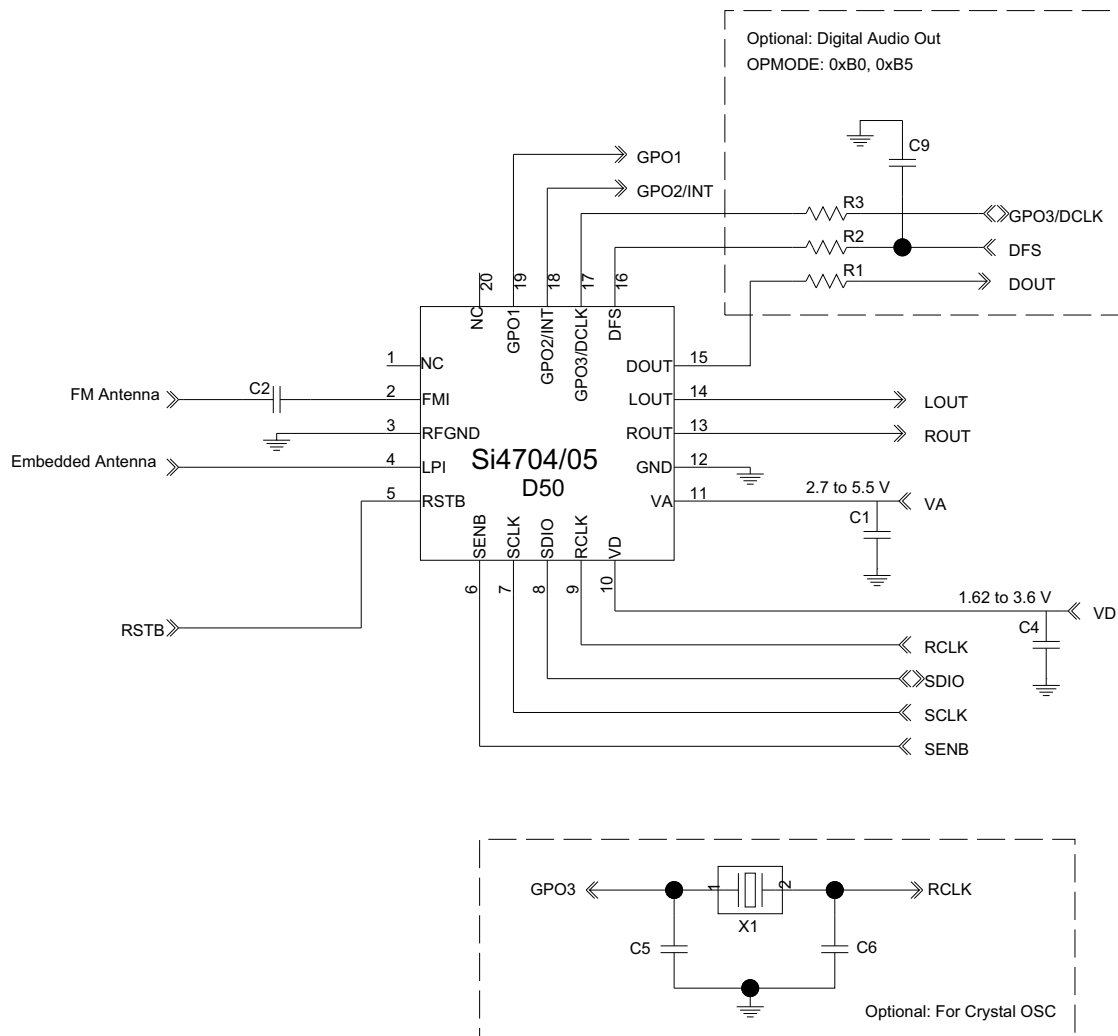 Optional: Digital Audio Out
OPMODE: 0xB0, 0xB5
C9
GPO1
GPO2/INT
R3
GPO3/DCLK
R2
DFS
R1
DOUT
20
19
18
17
16
NC
GPO1
GPO2/INT
GPO3/DCLK
DFS
1
NC
DOUT
15
FM Antenna
C2
2
FMI
LOUT
14
LOUT
3
RFGND
ROUT
13
ROUT
Embedded Antenna
4
LPI
Si4704/05
D50
GND
12
5
RSTB
VA
11
2.7 to 5.5 V
VA
C1
SENB
SCLK
SDIO
RCLK
VD
6
7
8
9
10
1.62 to 3.6 V
VD
C4
RSTB
RCLK
SDIO
SCLK
SENB
GPO3
1
2
RCLK
X1
C5
C6
Optional: For Crystal OSC